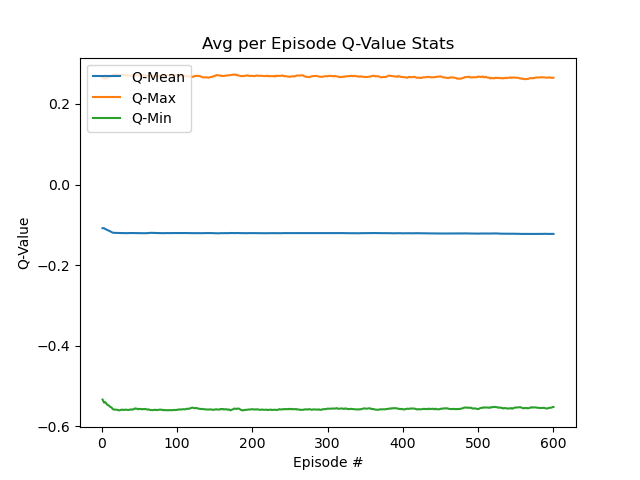 Avg per Episode Q-Value Stats
Q-Value
0.2
0.0
−0.2
−0.4
−0.6
Q-Mean
Q-Max
Q-Min
0
100
200
300
400
500
600
Episode #